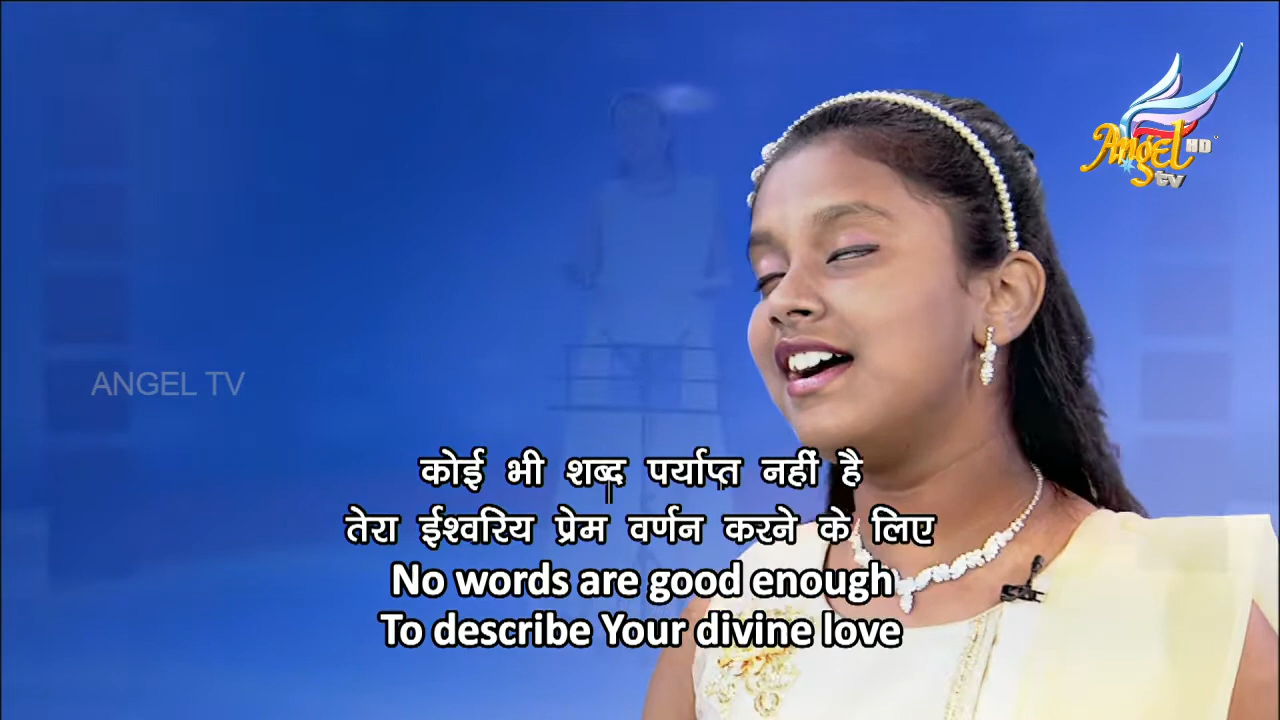 Angel HD
tv
ANGEL TV
कोई भी शब्द पर्याप्त नहीं है
तेरा ईश्वरिय प्रेम वर्णन करने के लिए
No words are good enough
To describe Your divine love